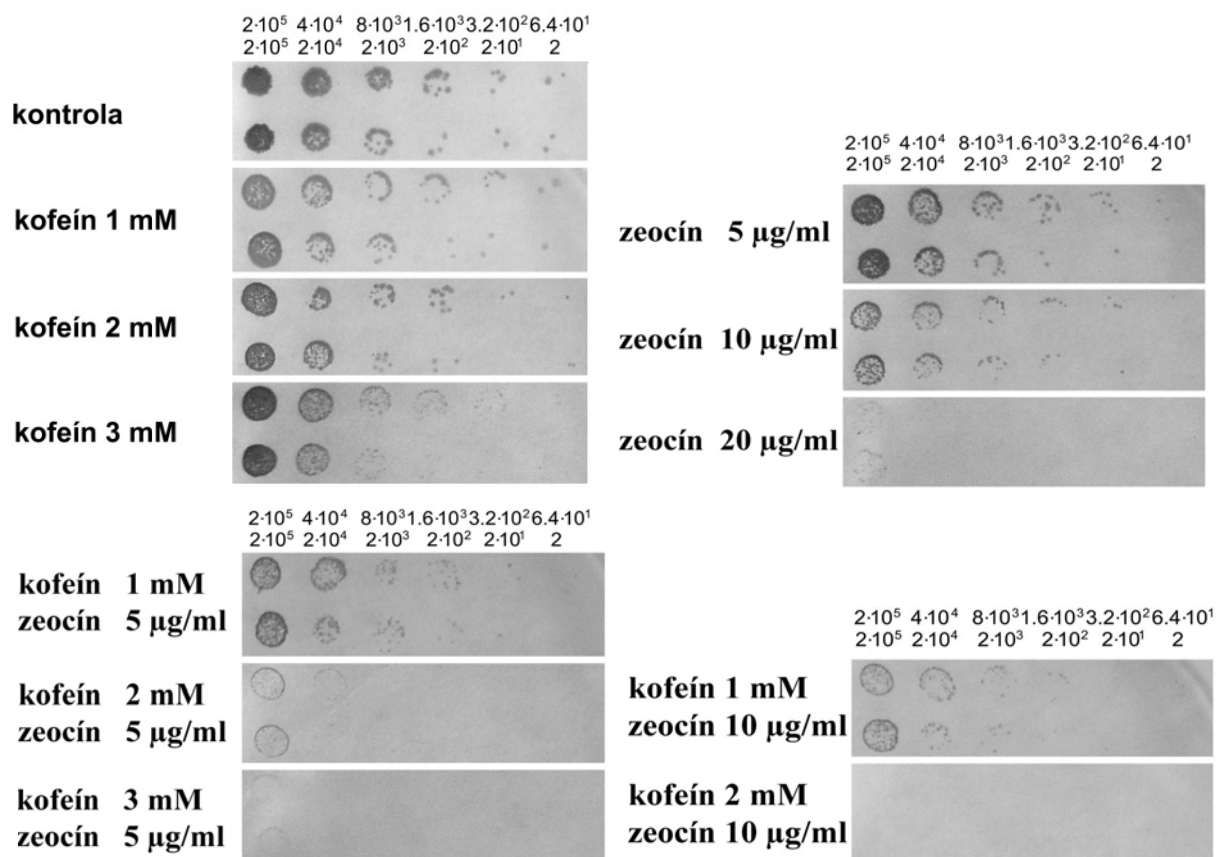 2·10⁵ 4·10⁴ 8·10³ 1.6·10³ 3.2·10² 6.4·10¹
2·10⁵ 2·10⁴ 2·10³ 2·10² 2·10¹ 2
kontrola
kofeín 1 mM
kofeín 2 mM
kofeín 3 mM
2·10⁵ 4·10⁴ 8·10³ 1.6·10³ 3.2·10² 6.4·10¹
2·10⁵ 2·10⁴ 2·10³ 2·10² 2·10¹ 2
zeocín 5 µg/ml
zeocín 10 µg/ml
zeocín 20 µg/ml
2·10⁵ 4·10⁴ 8·10³ 1.6·10³ 3.2·10² 6.4·10¹
2·10⁵ 2·10⁴ 2·10³ 2·10² 2·10¹ 2
kofeín 1 mM
zeocín 5 µg/ml
kofeín 2 mM
zeocín 5 µg/ml
kofeín 3 mM
zeocín 5 µg/ml
2·10⁵ 4·10⁴ 8·10³ 1.6·10³ 3.2·10² 6.4·10¹
2·10⁵ 2·10⁴ 2·10³ 2·10² 2·10¹ 2
kofeín 1 mM
zeocín 10 µg/ml
kofeín 2 mM
zeocín 10 µg/ml